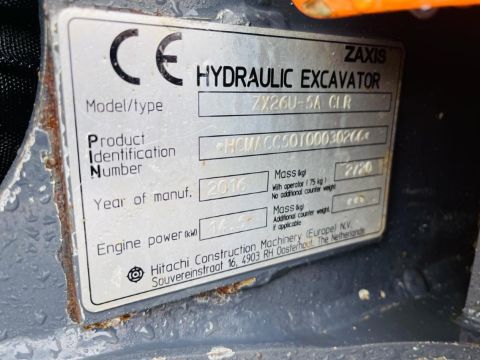 ZAXIS
CE HYDRAULIC EXCAVATOR
Model/type ZX26U-5A CLR
Product
Identification
Number
Year of manuf. 2016
Mass (kg)
With operator (75 kg)
No additional counter weight
2720
Engine power (kW)
Mass (kg)
Additional counter weight
if applicable
***
Hitachi Construction Machinery (Europe) N.V.
Souvereinstraat 16, 4903 RH Oosterhout, The Netherlands